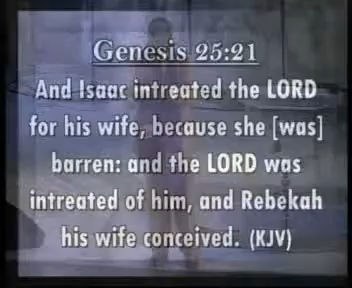 Genesis 25:21
And Isaac intreated the LORD
for his wife, because she [was]
barren: and the LORD was
intreated of him, and Rebekah
his wife conceived. (KJV)